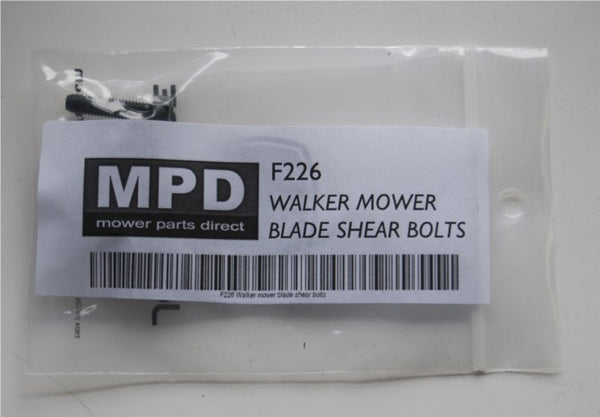 MPD
mower parts direct
F226
WALKER MOWER
BLADE SHEAR BOLTS
F226 Walker mower blade shear bolts